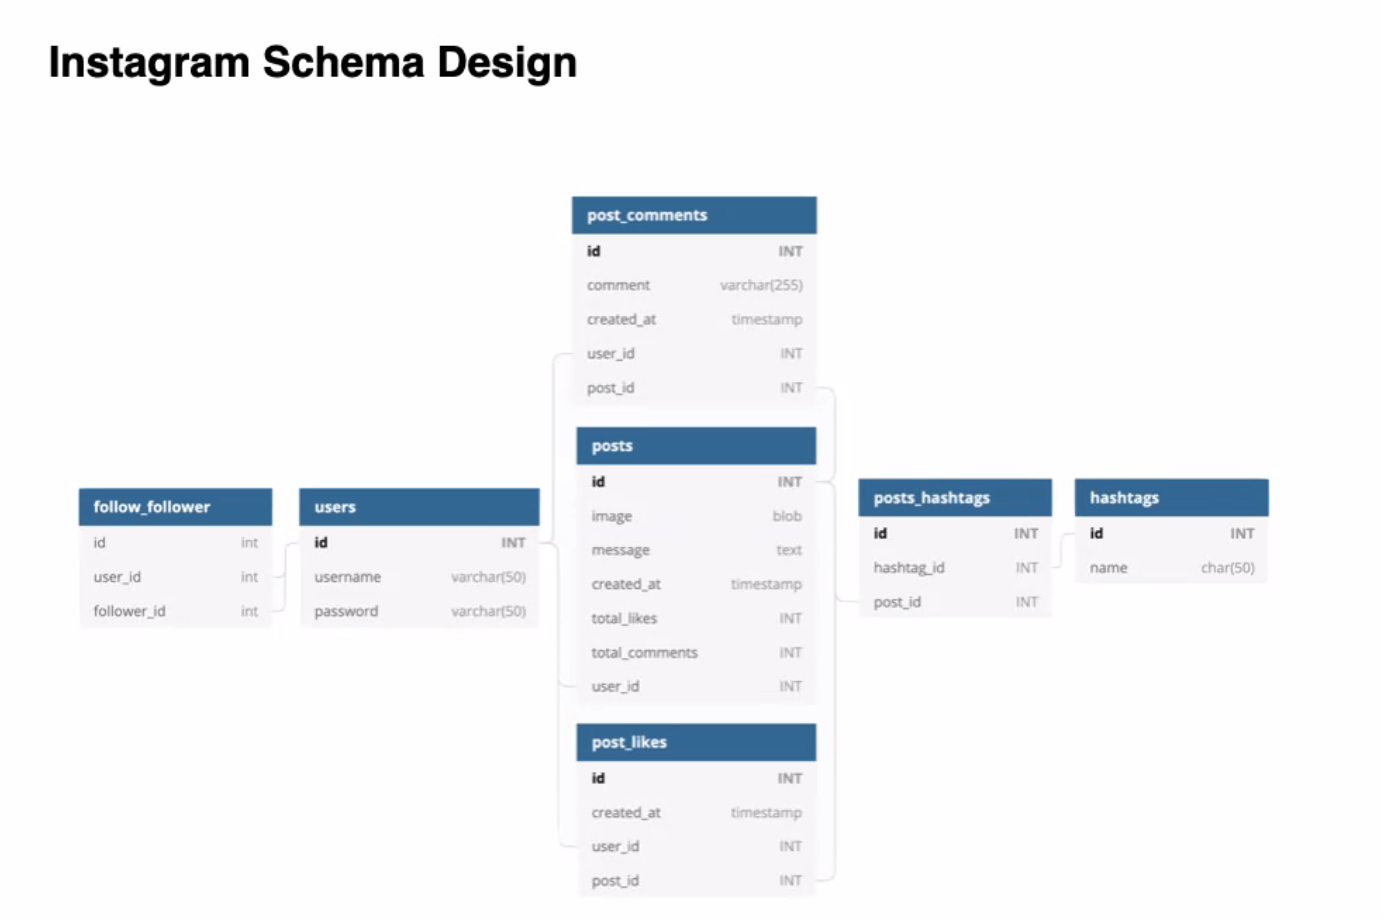 Instagram Schema Design
post_comments
id INT
comment varchar(255)
created_at timestamp
user_id INT
post_id INT
posts
id INT
image blob
message text
created_at timestamp
total_likes INT
total_comments INT
user_id INT
follow_follower
id int
user_id int
follower_id int
users
id INT
username varchar(50)
password varchar(50)
posts_hashtags
id INT
hashtag_id INT
post_id INT
hashtags
id INT
name char(50)
post_likes
id INT
created_at timestamp
user_id INT
post_id INT